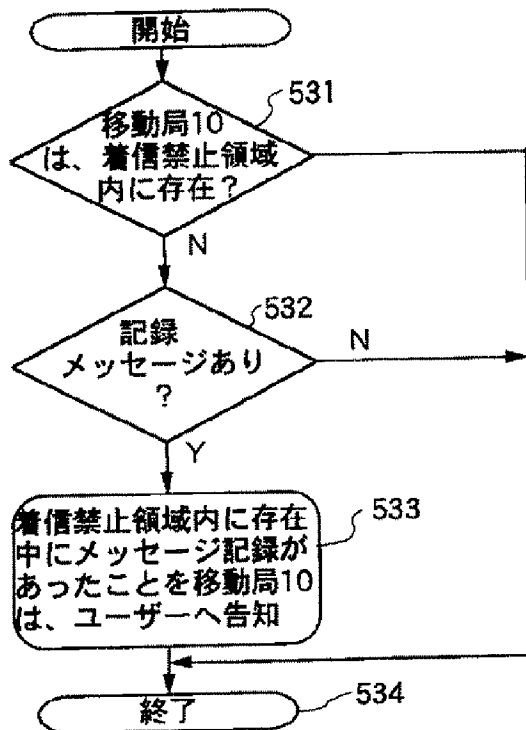 開始
531
移動局10
は、着信禁止領域
内に存在?
N
532
記録
メッセージあり
?
N
Y
533
着信禁止領域内に存在
中にメッセージ記録が
あったことを移動局10
は、ユーザーへ告知
534
終了